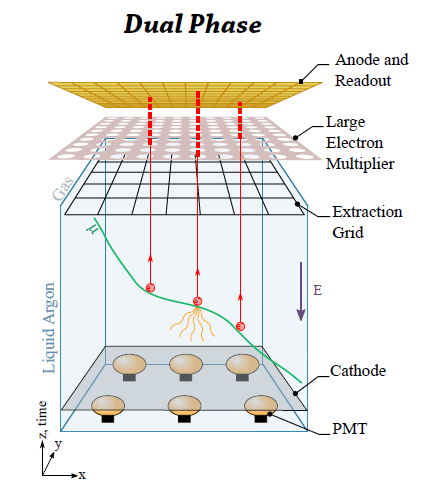 Dual Phase
Anode and
Readout
Large
Electron
Multiplier
Gas
Extraction
Grid
μ
E
Liquid Argon
Cathode
PMT
z, time
y
x